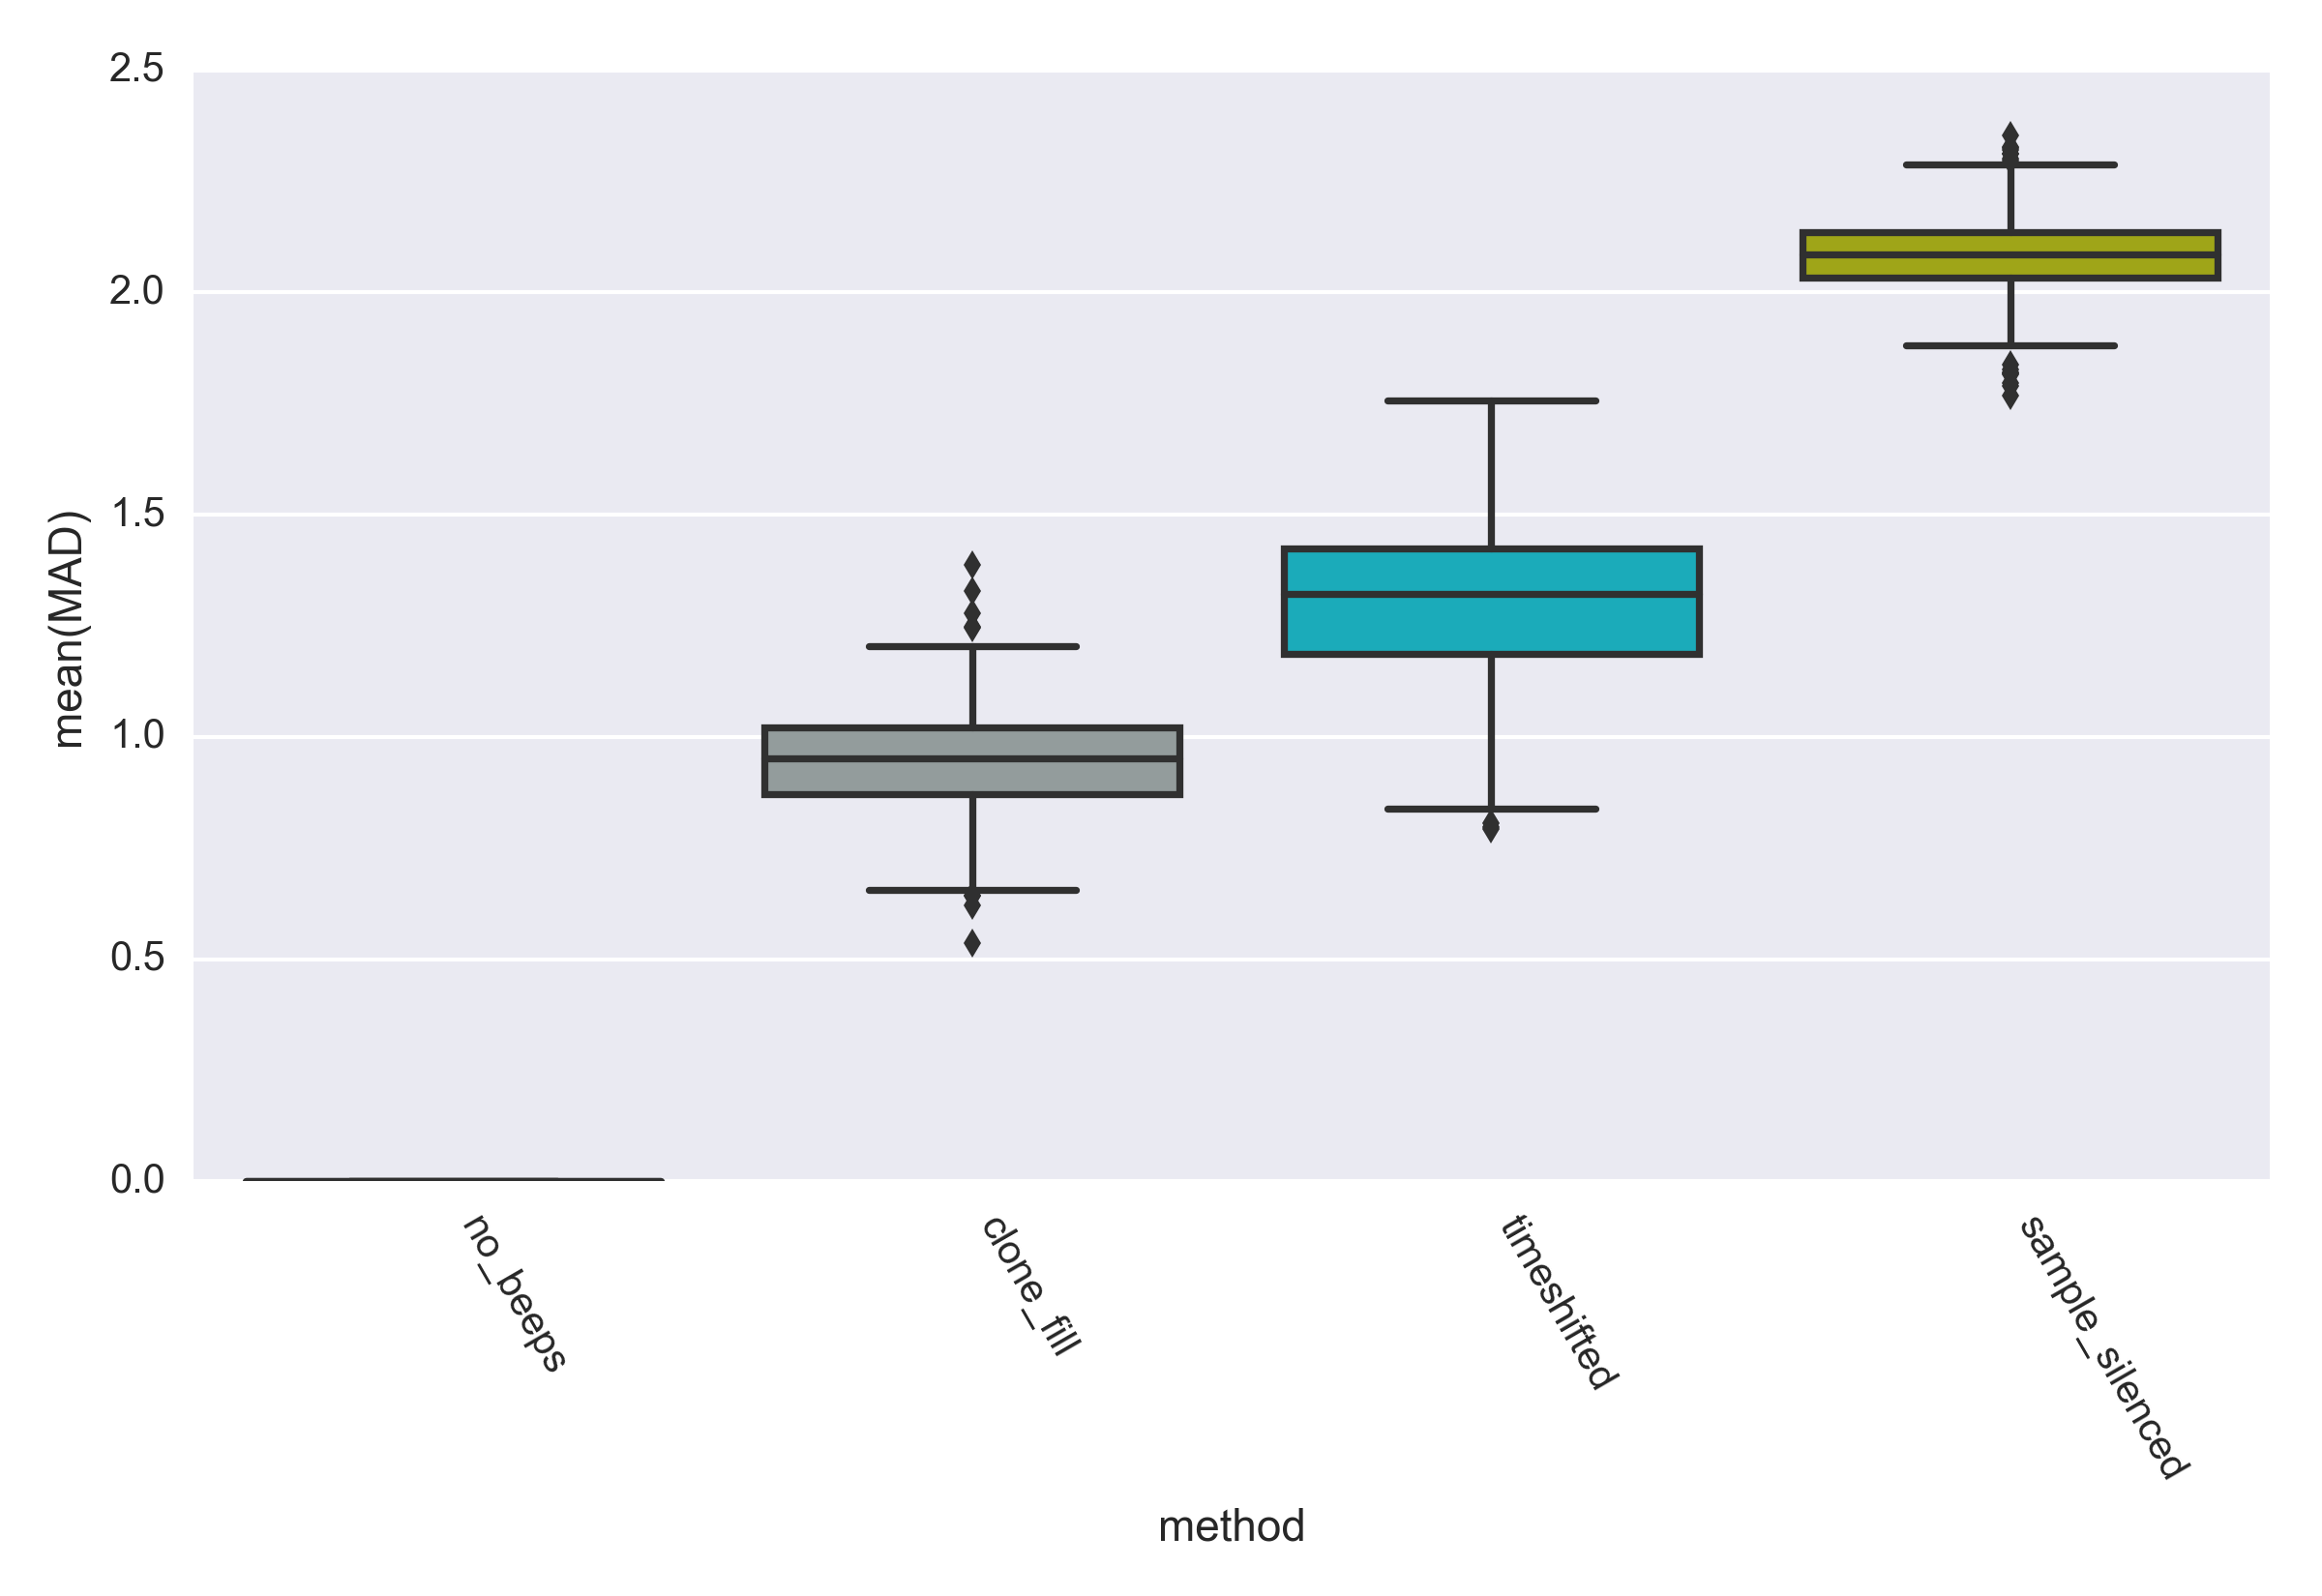 2.5
2.0
1.5
1.0
0.5
0.0
mean(MAD)
no_beeps
clone_fill
timeshifted
sample_silenced
method